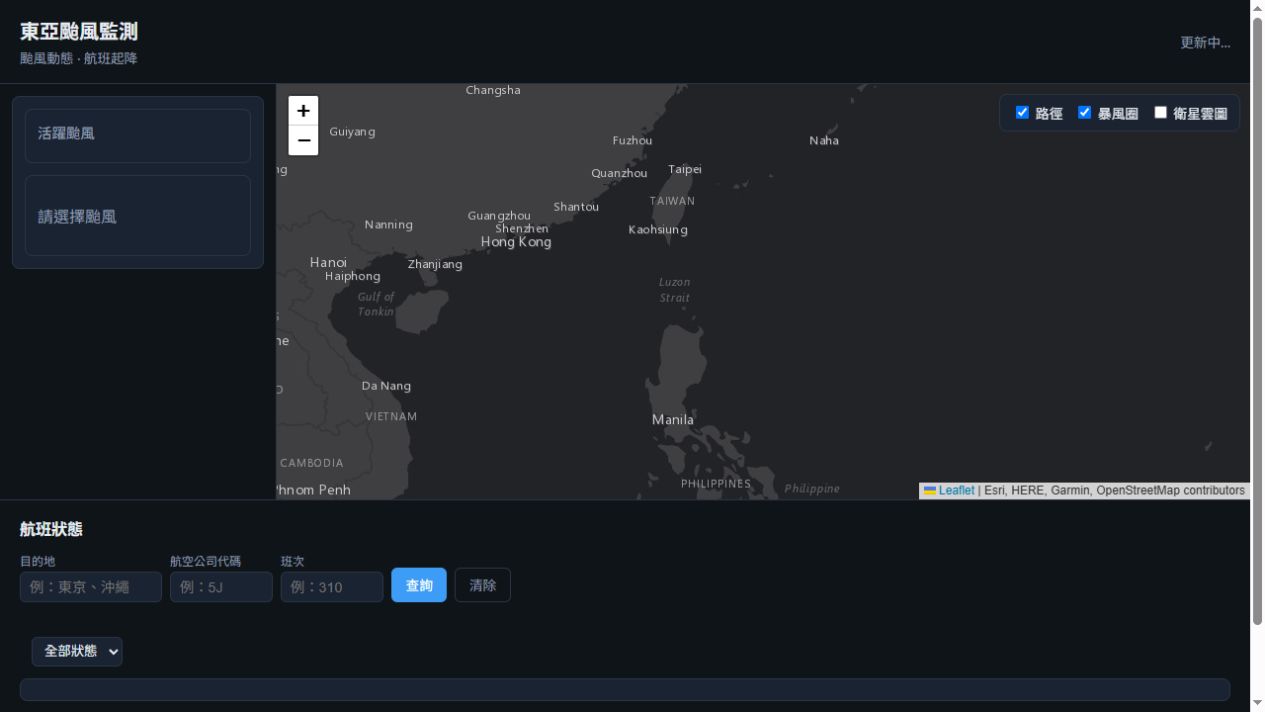 東亞颱風監測
颱風動態 · 航班起降
更新中...
活躍颱風
請選擇颱風
+
−
路徑
暴風圈
衛星雲圖
Changsha
Guiyang
Fuzhou
Naha
ng
Quanzhou
Taipei
TAIWAN
Shantou
Nanning
Guangzhou
Shenzhen
Kaohsiung
Hong Kong
Hanoi
Zhanjiang
Haiphong
Luzon
Strait
Gulf of
Tonkin
ne
Da Nang
VIETNAM
Manila
CAMBODIA
Phnom Penh
PHILIPPINES
Philippine
Leaflet | Esri, HERE, Garmin, OpenStreetMap contributors
航班狀態
目的地
航空公司代碼
班次
例：東京、沖繩
例：5J
例：310
查詢
清除
全部狀態